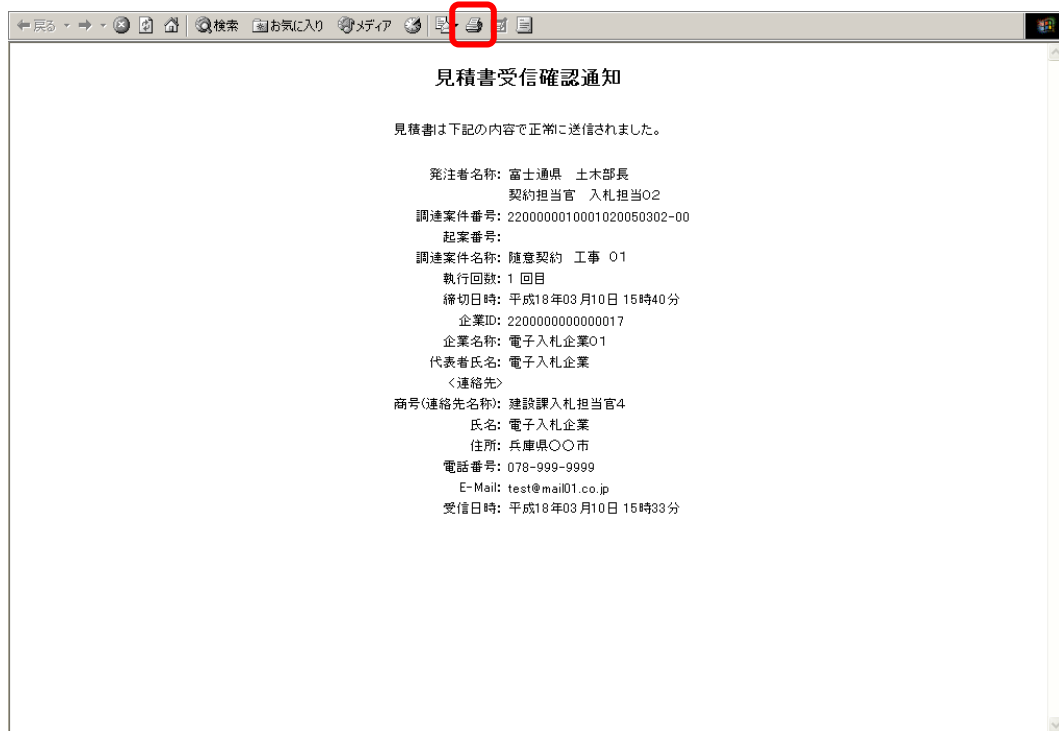 戻る 検索 お気に入り メディア
見積書受信確認通知
見積書は下記の内容で正常に送信されました。
発注者名称: 富士通県 土木部長
契約担当官 入札担当02
調達案件番号: 2200000010001020050302-00
起案番号:
調達案件名称: 随意契約 工事 01
執行回数: 1 回目
締切日時: 平成18年03月10日 15時40分
企業ID: 2200000000000017
企業名称: 電子入札企業01
代表者氏名: 電子入札企業
<連絡先>
商号(連絡先名称): 建設課入札担当官4
氏名: 電子入札企業
住所: 兵庫県〇〇市
電話番号: 078-999-9999
E-Mail: test@mail01.co.jp
受信日時: 平成18年03月10日 15時33分